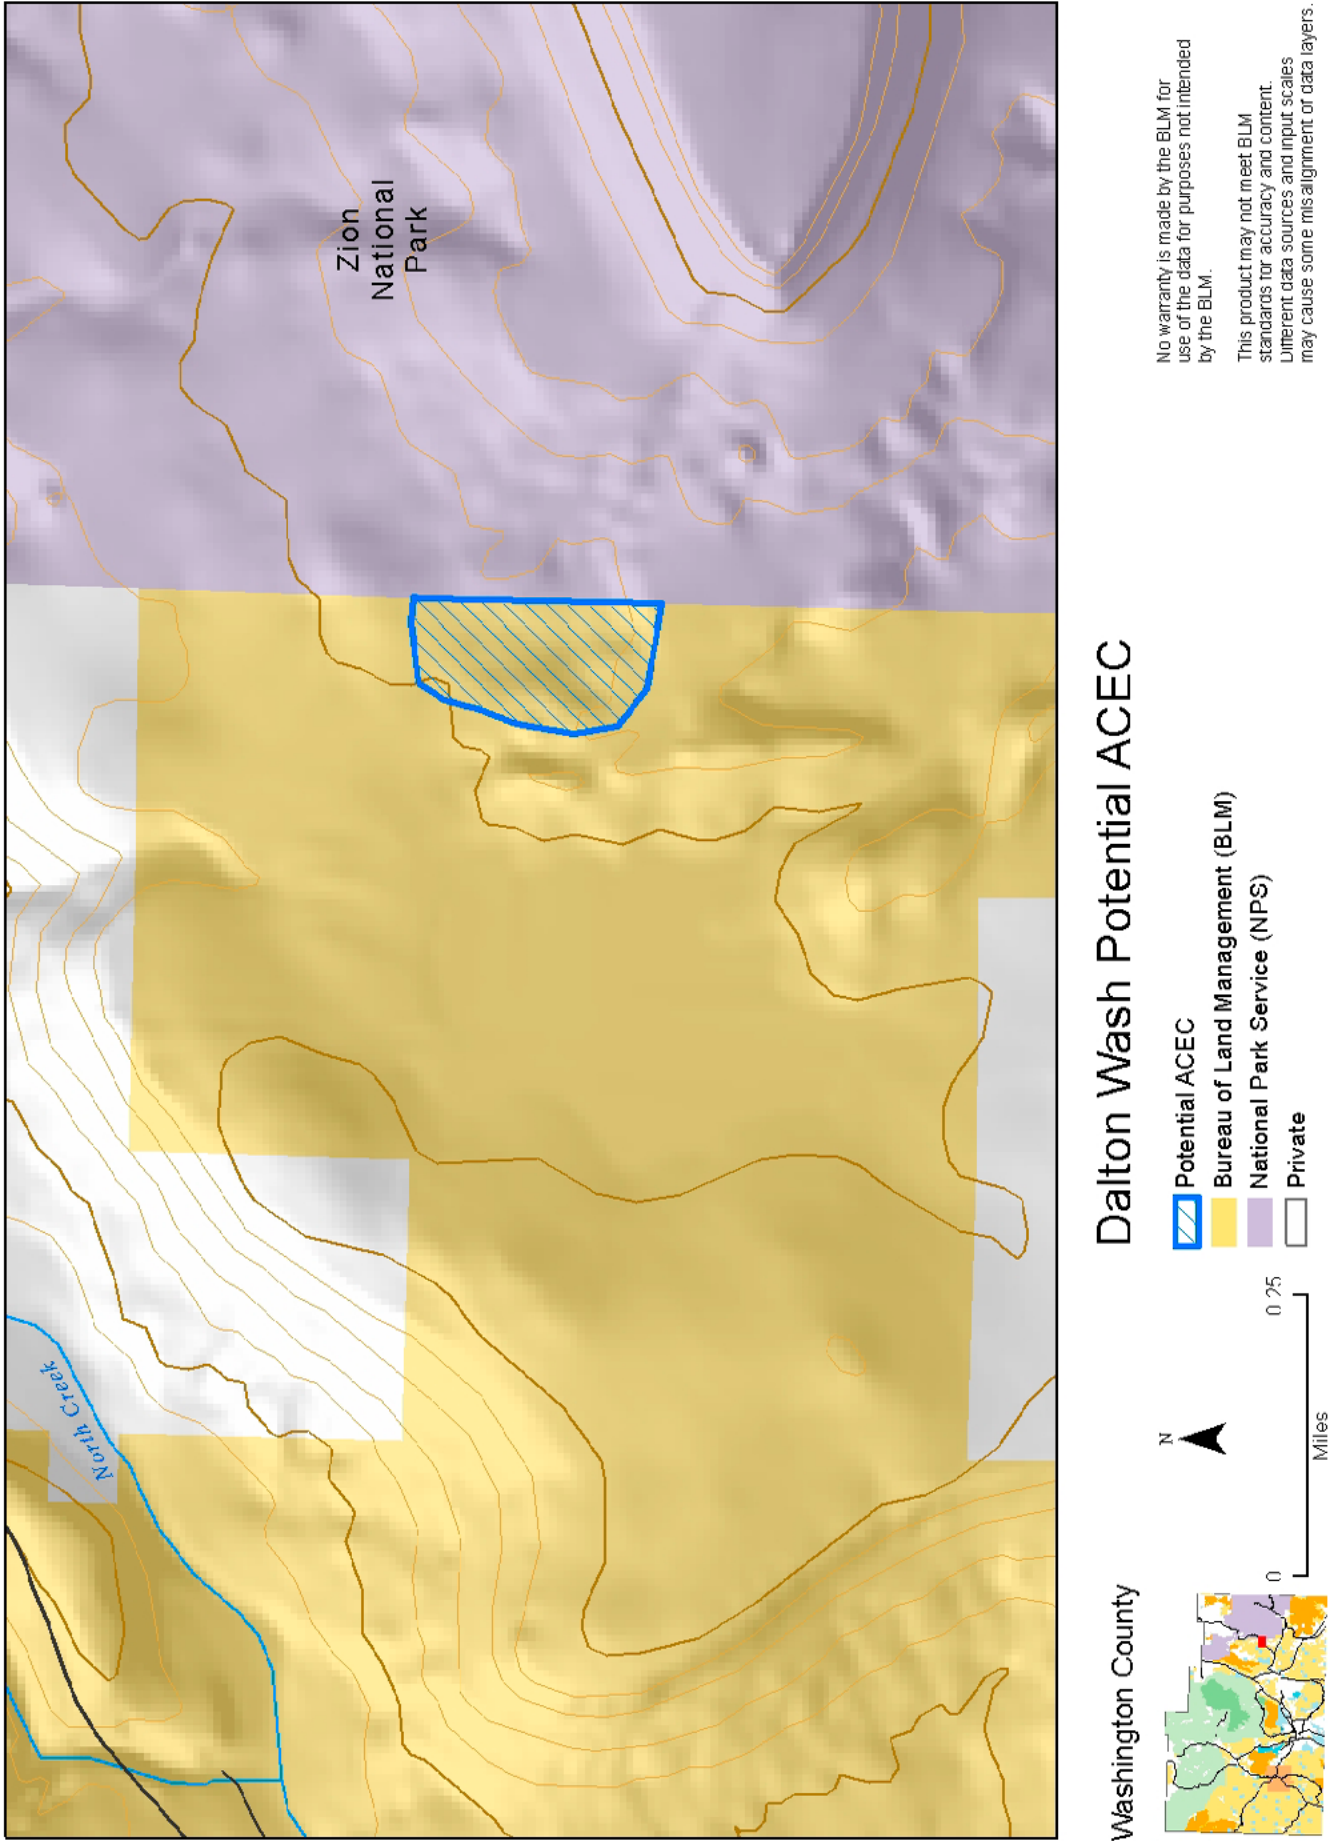 Zion
National
Park
North Creek
Dalton Wash Potential ACEC
Washington County
N
0
0.25
Miles
Potential ACEC
Bureau of Land Management (BLM)
National Park Service (NPS)
Private
No warranty is made by the BLM for
use of the data for purposes not intended
by the BLM.
This product may not meet BLM
standards for accuracy and content.
Different data sources and input scales
may cause some misalignment of data layers.